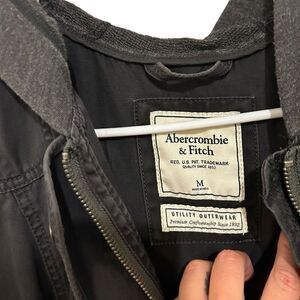 Abercrombie
& Fitch
REG. U.S. PAT. TRADEMARK
QUALITY SINCE 1892
M
UTILITY OUTERWEAR
Premium Craftsmanship Since 1892